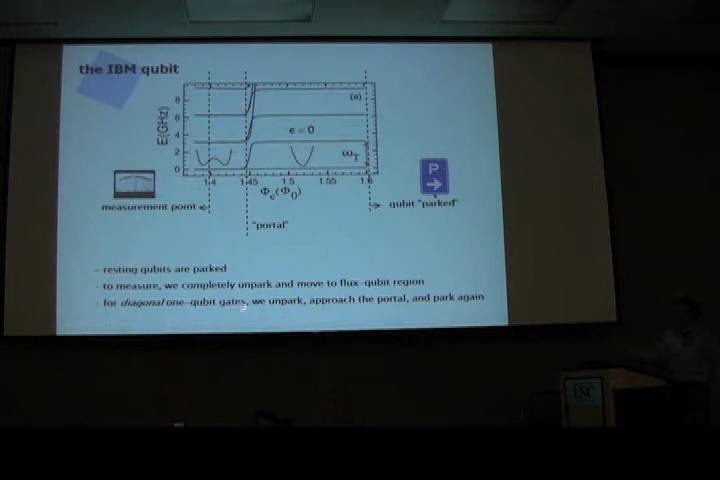 the IBM qubit
(a)
8
6
4
2
0
E(GHz)
ϵ = 0
ω_T
1.4
1.45
1.5
1.55
1.6
Φ_c(Φ_0)
P
measurement point
qubit "parked"
"portal"
- resting qubits are parked
- to measure, we completely unpark and move to flux-qubit region
- for diagonal one-qubit gates, we unpark, approach the portal, and park again
USC